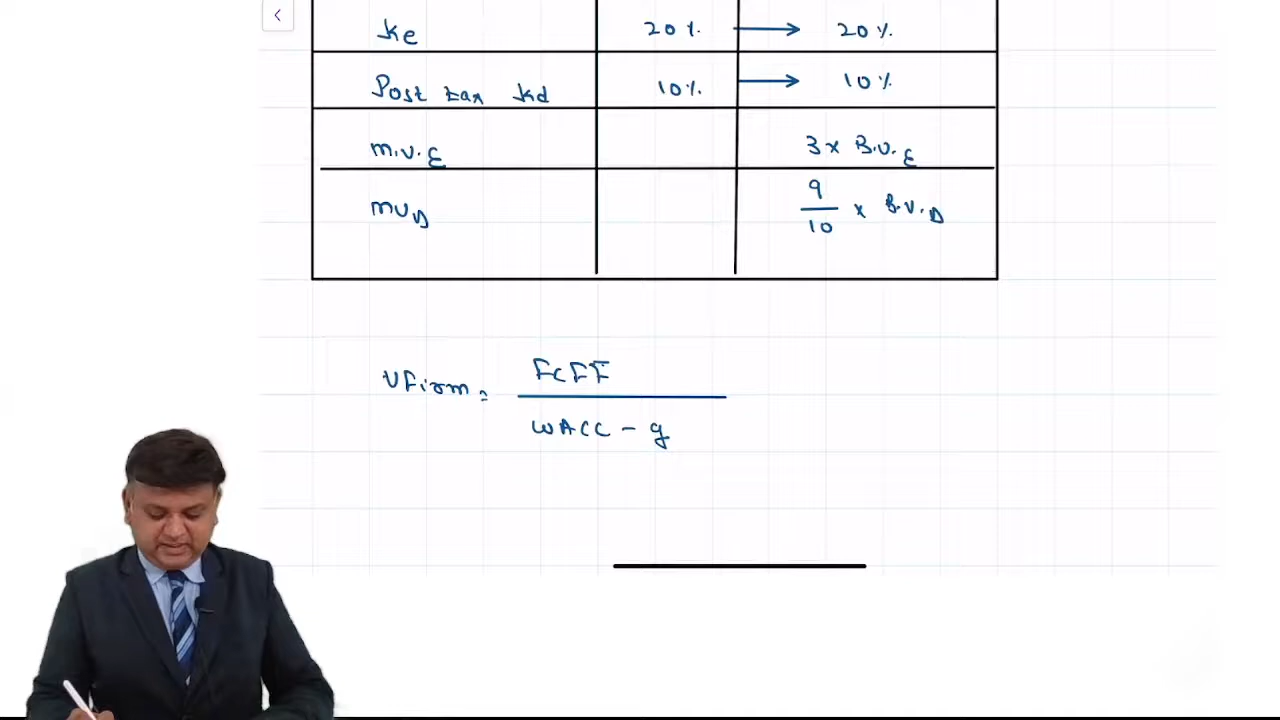 Ke 20% → 20%
Post tax Kd 10% → 10%
M.V.E 3 × B.V.E
MVD 9/10 × B.V.D
VFirm = FCFF
WACC - g